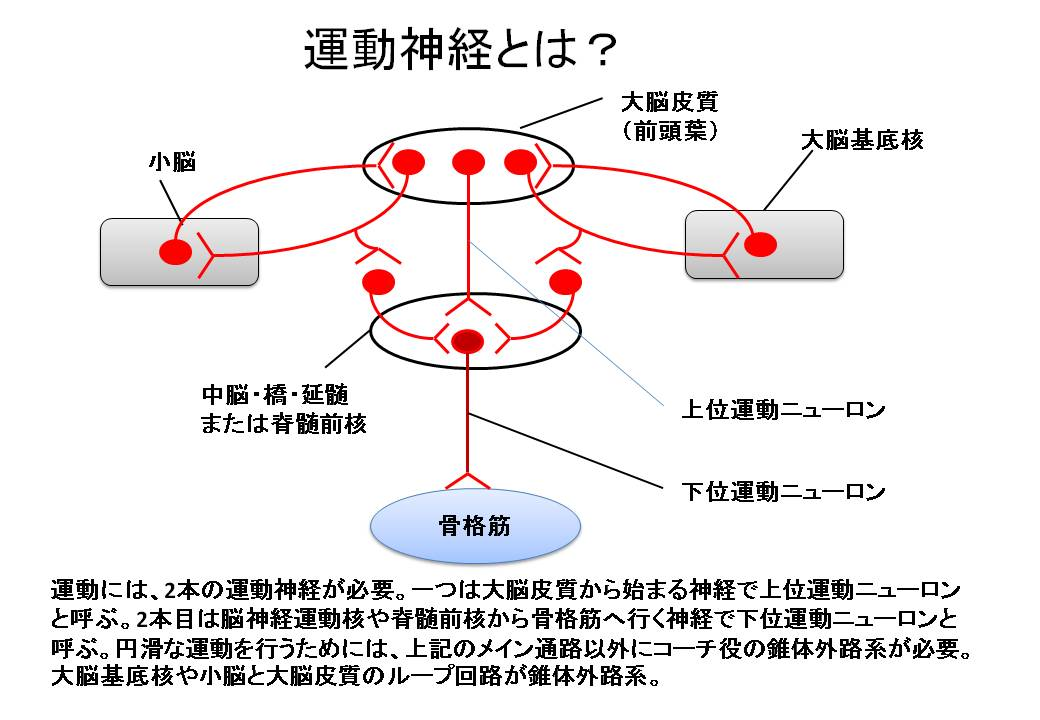 運動神経とは？
大脳皮質
（前頭葉）
大脳基底核
小脳
中脳・橋・延髄
または脊髄前核
上位運動ニューロン
下位運動ニューロン
骨格筋
運動には、2本の運動神経が必要。一つは大脳皮質から始まる神経で上位運動ニューロン
と呼ぶ。2本目は脳神経運動核や脊髄前核から骨格筋へ行く神経で下位運動ニューロンと
呼ぶ。円滑な運動を行うためには、上記のメイン通路以外にコーチ役の錐体外路系が必要。
大脳基底核や小脳と大脳皮質のループ回路が錐体外路系。